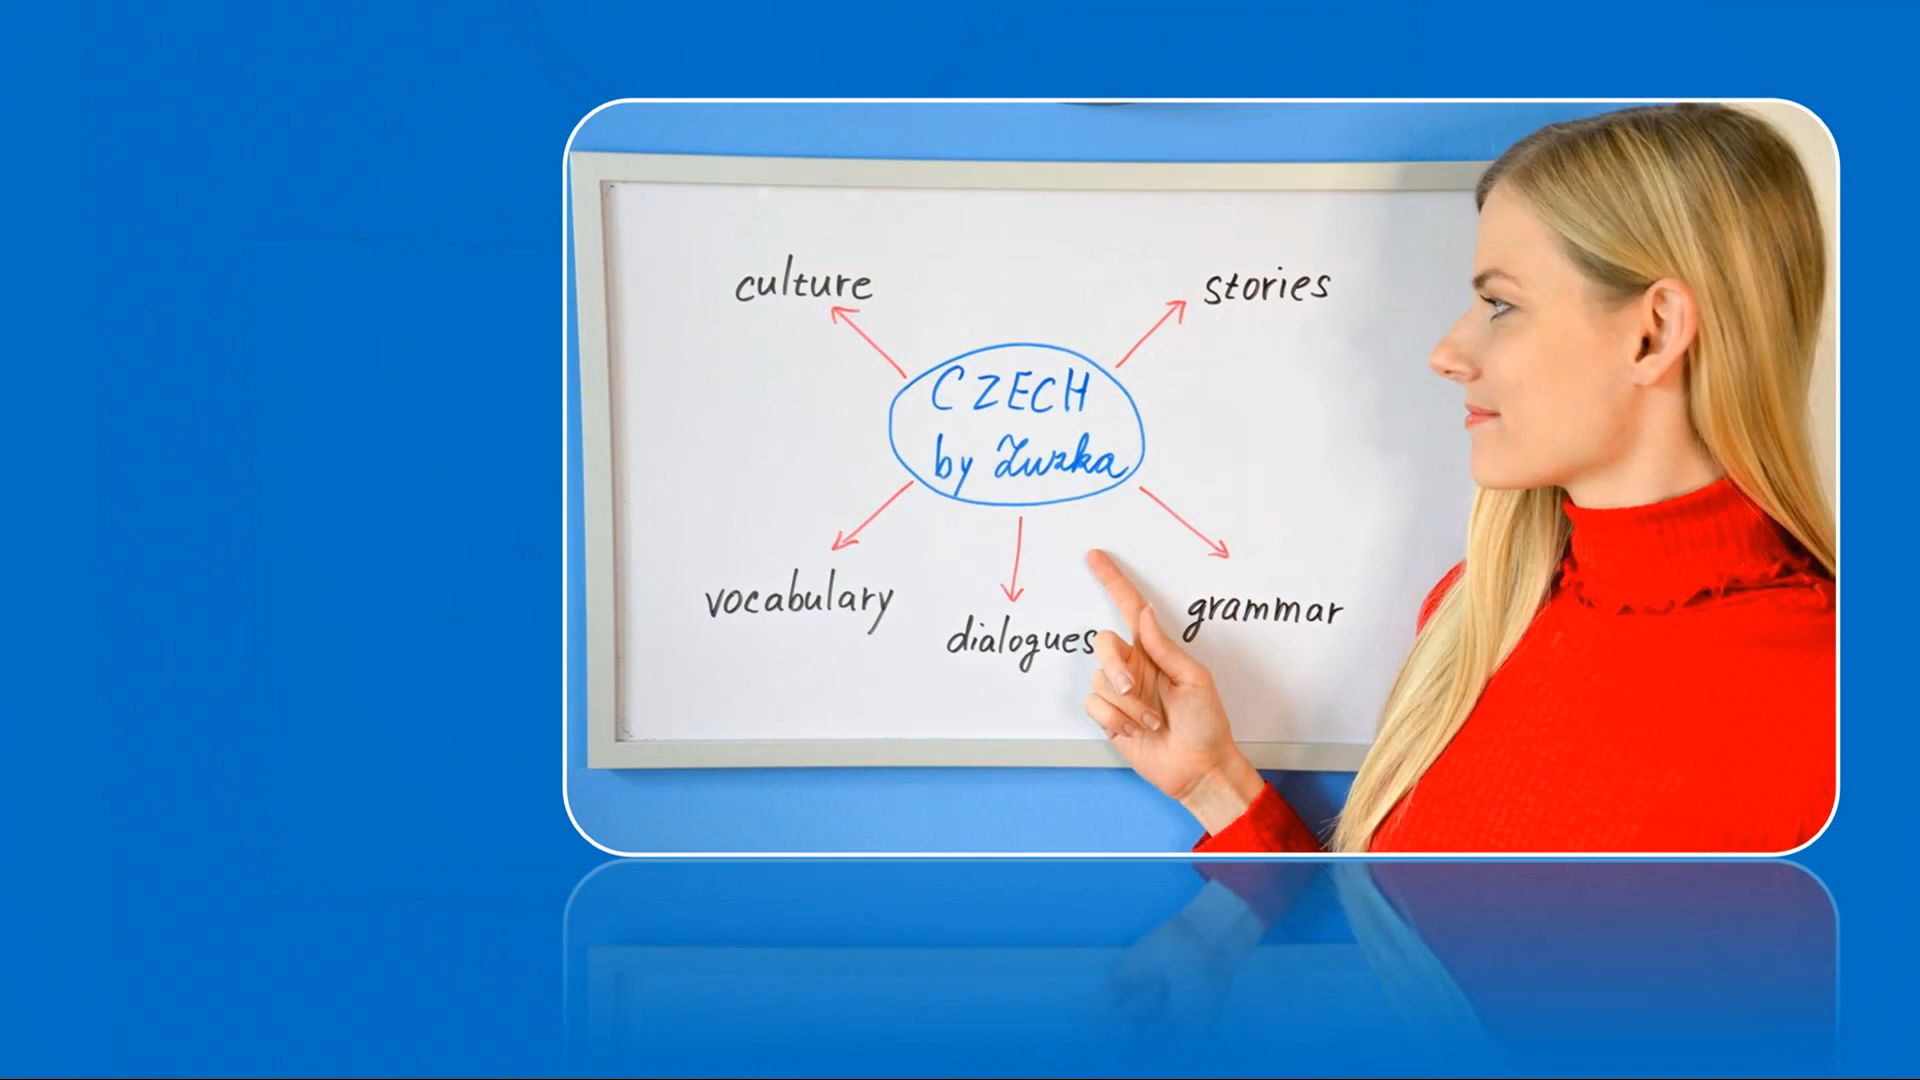 culture
stories
CZECH
by Zuzka
vocabulary
dialogues
grammar